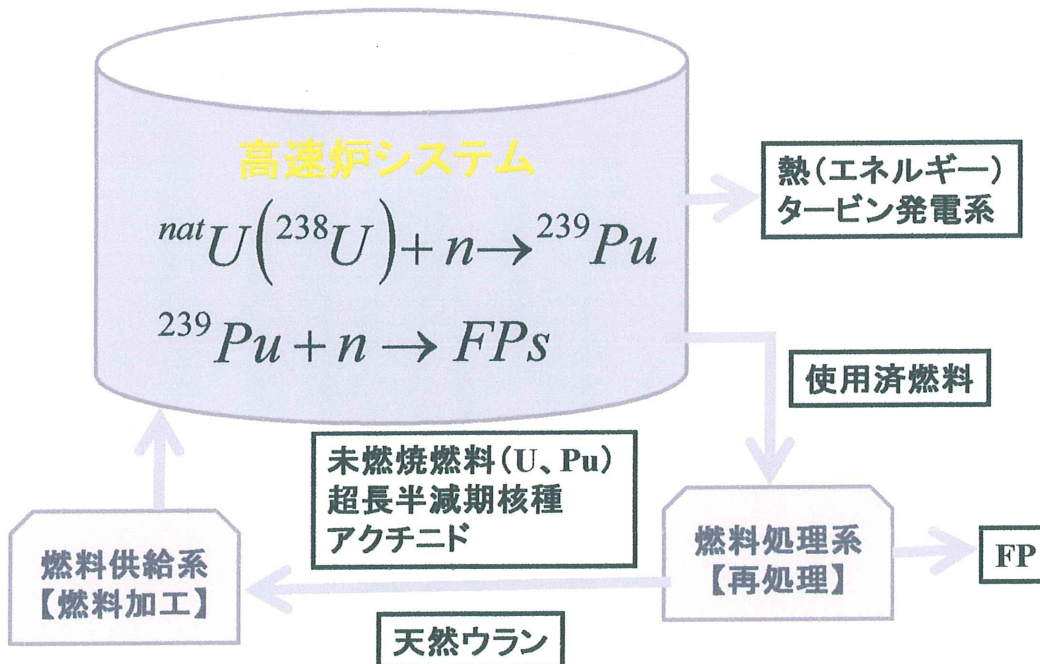 高速炉システム
natU(238U)+n→239Pu
239Pu+n→FPs
熱(エネルギー)
タービン発電系
使用済燃料
未燃焼燃料(U、Pu)
超長半減期核種
アクチニド
燃料処理系
【再処理】
FP
燃料供給系
【燃料加工】
天然ウラン